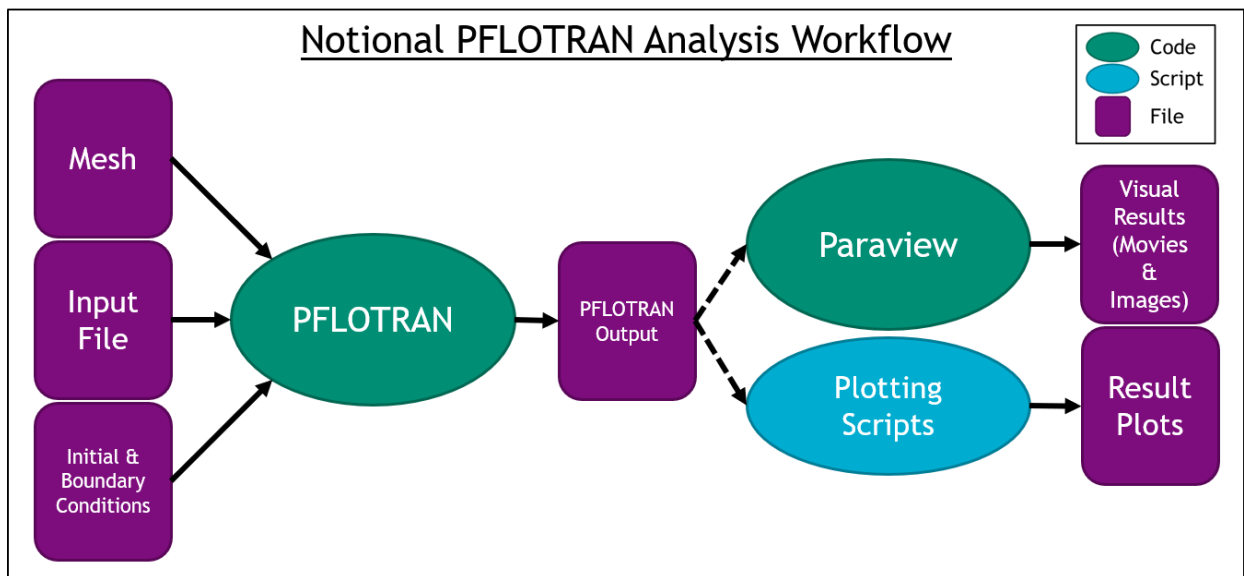 Notional PFLOTRAN Analysis Workflow
Code
Script
File
Mesh
Input
File
Initial &
Boundary
Conditions
PFLOTRAN
PFLOTRAN
Output
Paraview
Plotting
Scripts
Visual
Results
(Movies
&
Images)
Result
Plots